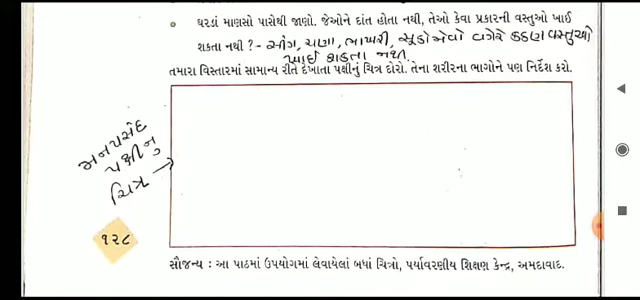 ઘરડાં માણસો પાસેથી જાણો. જેઓને દાંત હોતા નથી, તેઓ કેવા પ્રકારની વસ્તુઓ ખાઈ
શકતા નથી ? - સીંગ, ચણા, ભાખરી, સૂકો મેવો વગેરે કઠણ વસ્તુઓ
ખાઈ શકતા નથી.
તમારા વિસ્તારમાં સામાન્ય રીતે દેખાતા પક્ષીનું ચિત્ર દોરો. તેના શરીરના ભાગોને પણ નિર્દેશ કરો.
મનપસંદ
પક્ષીનુ
ચિત્ર
૧૨૮
સૌજન્ય : આ પાઠમાં ઉપયોગમાં લેવાયેલાં બધાં ચિત્રો, પર્યાવરણીય શિક્ષણ કેન્દ્ર, અમદાવાદ.